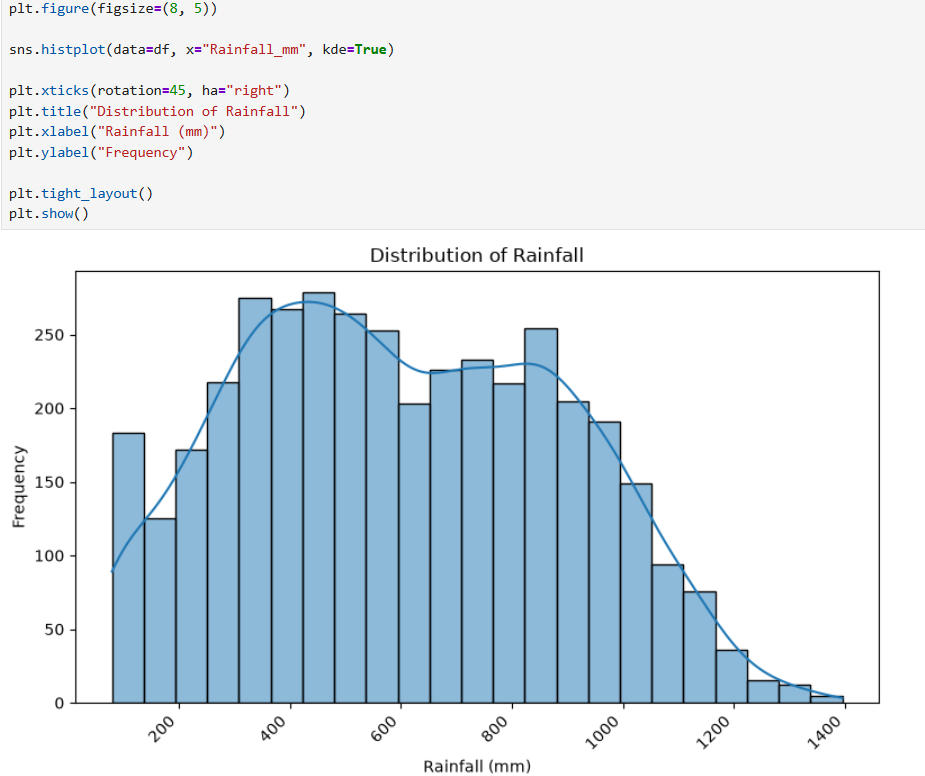 plt.figure(figsize=(8, 5))
sns.histplot(data=df, x="Rainfall_mm", kde=True)
plt.xticks(rotation=45, ha="right")
plt.title("Distribution of Rainfall")
plt.xlabel("Rainfall (mm)")
plt.ylabel("Frequency")
plt.tight_layout()
plt.show()
Distribution of Rainfall
Frequency
250
200
150
100
50
0
200
400
600
800
1000
1200
1400
Rainfall (mm)